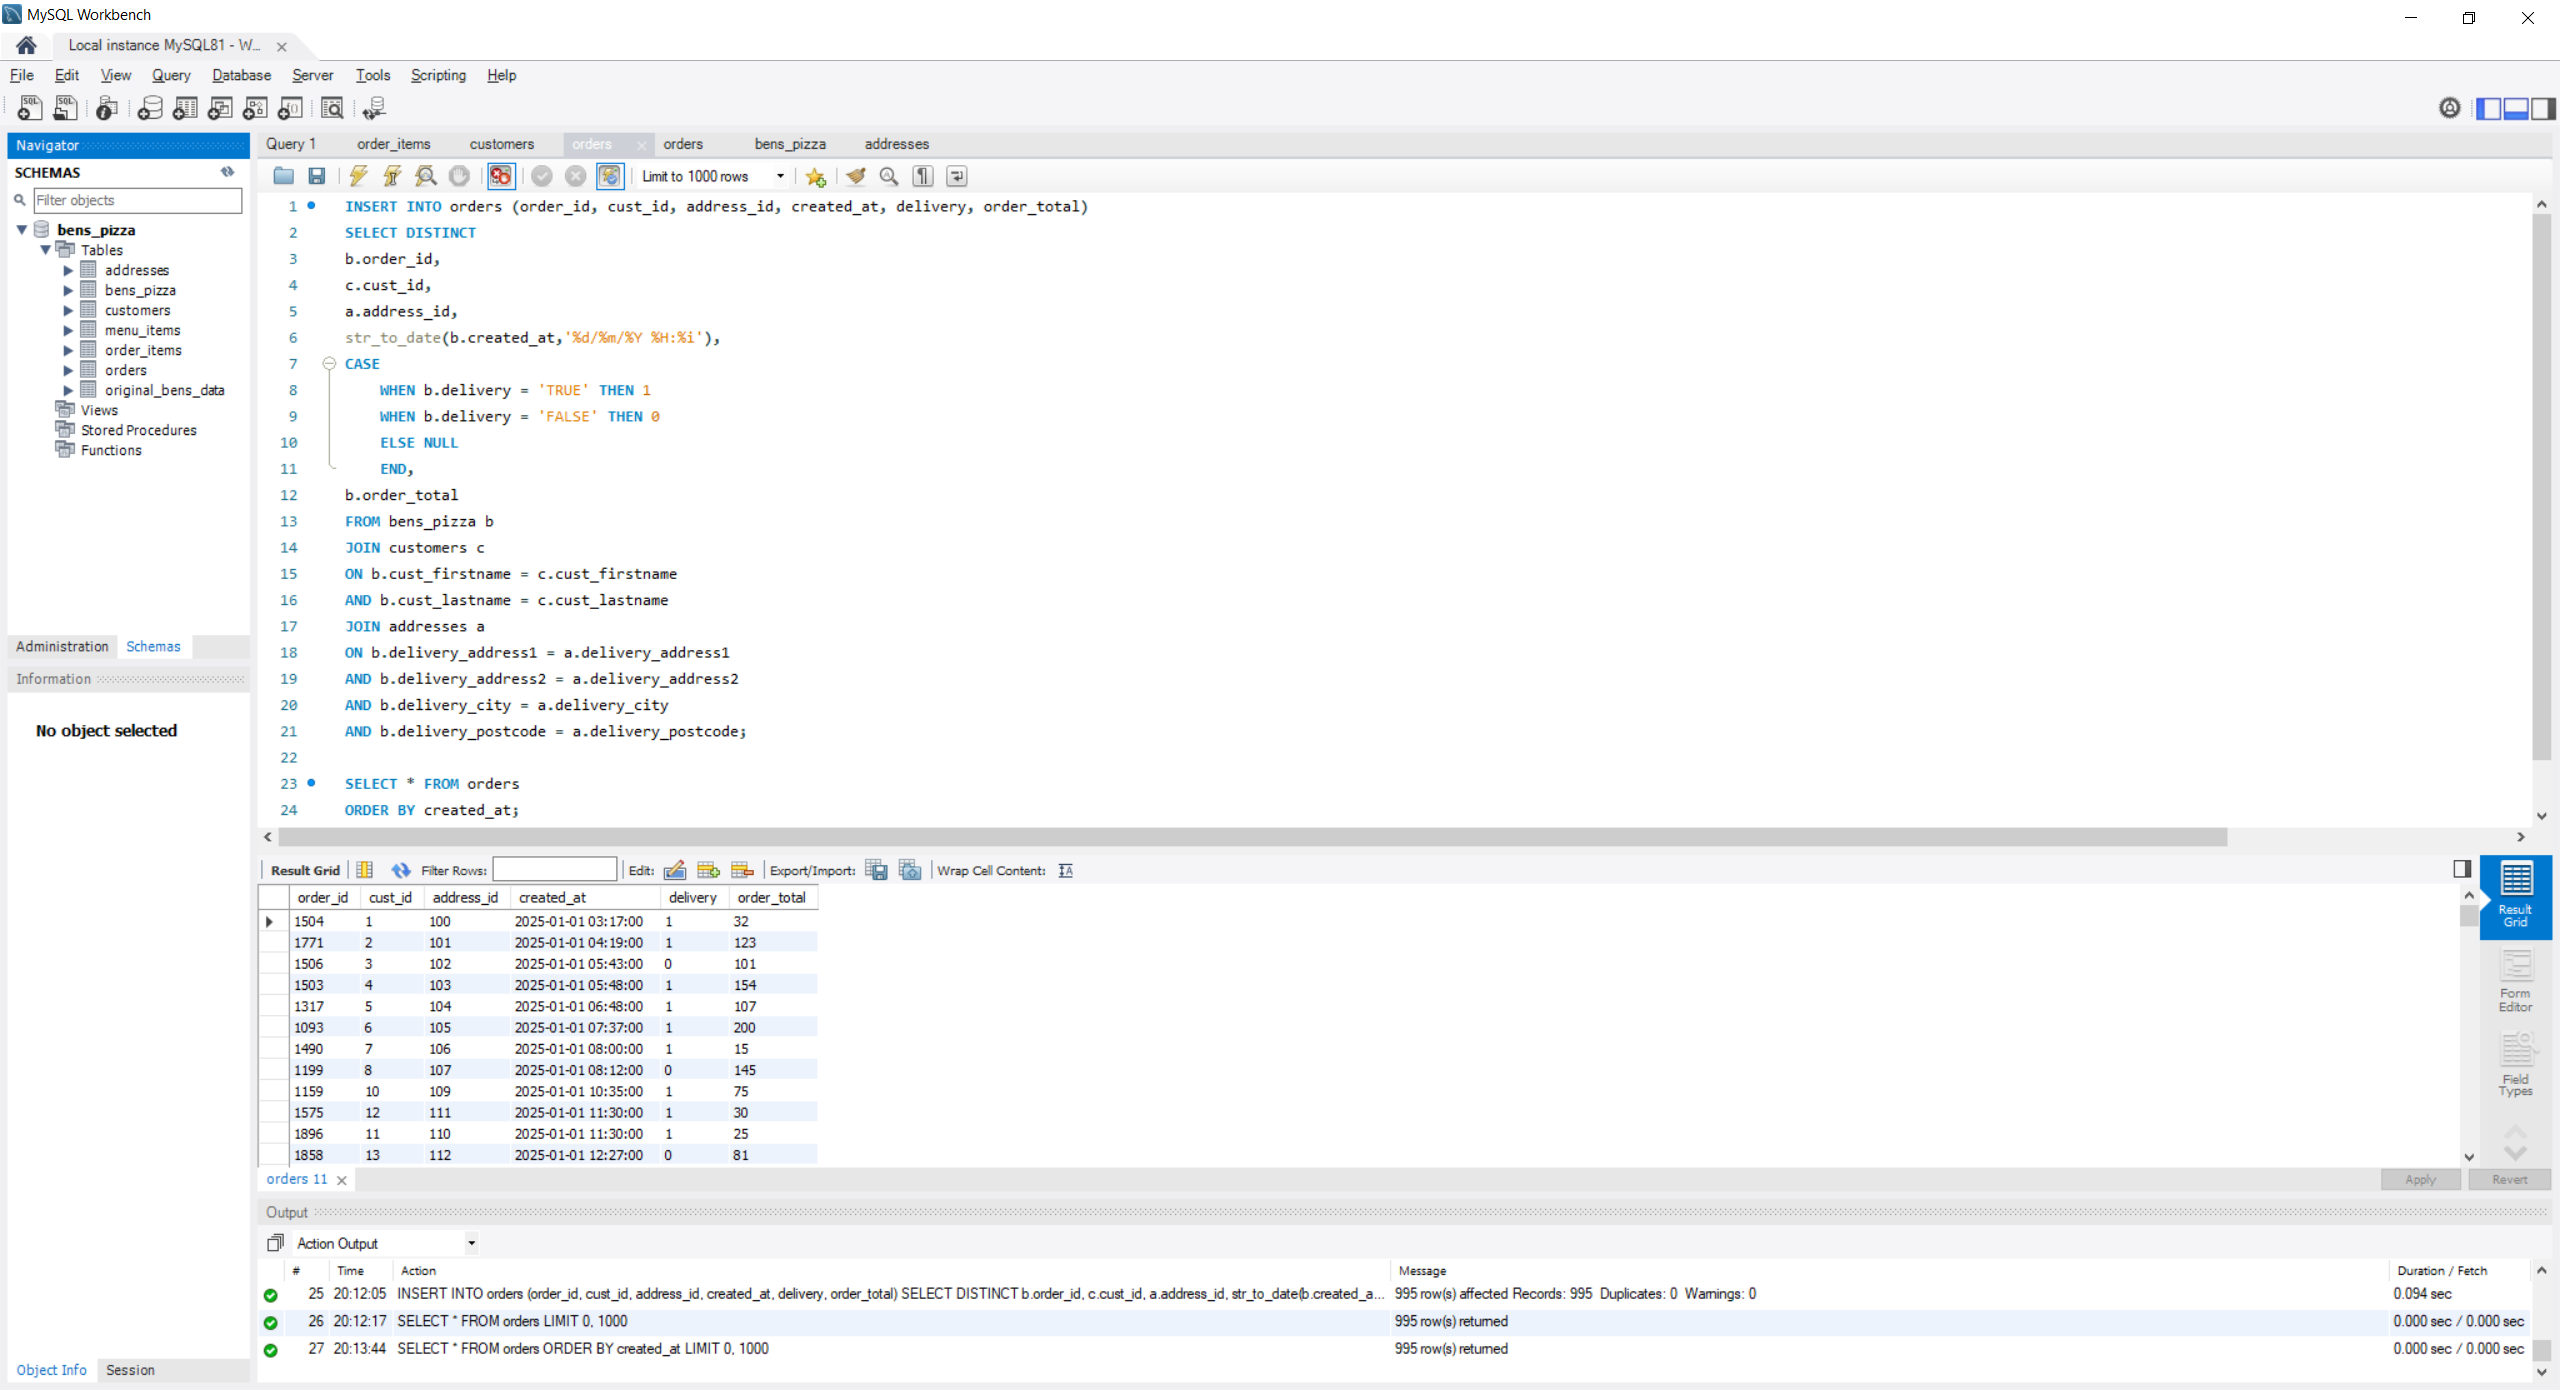 MySQL Workbench
Local instance MySQL81 - W...
File Edit View Query Database Server Tools Scripting Help
Navigator
SCHEMAS
Filter objects
bens_pizza
Tables
addresses
bens_pizza
customers
menu_items
order_items
orders
original_bens_data
Views
Stored Procedures
Functions
Administration Schemas
Information
No object selected
Object Info Session
Query 1 order_items customers orders orders bens_pizza addresses
Limit to 1000 rows
1 INSERT INTO orders (order_id, cust_id, address_id, created_at, delivery, order_total)
2 SELECT DISTINCT
3 b.order_id,
4 c.cust_id,
5 a.address_id,
6 str_to_date(b.created_at,'%d/%m/%Y %H:%i'),
7 CASE
8 WHEN b.delivery = 'TRUE' THEN 1
9 WHEN b.delivery = 'FALSE' THEN 0
10 ELSE NULL
11 END,
12 b.order_total
13 FROM bens_pizza b
14 JOIN customers c
15 ON b.cust_firstname = c.cust_firstname
16 AND b.cust_lastname = c.cust_lastname
17 JOIN addresses a
18 ON b.delivery_address1 = a.delivery_address1
19 AND b.delivery_address2 = a.delivery_address2
20 AND b.delivery_city = a.delivery_city
21 AND b.delivery_postcode = a.delivery_postcode;
22
23 SELECT * FROM orders
24 ORDER BY created_at;
Result Grid Filter Rows: Edit: Export/Import: Wrap Cell Content:
order_id cust_id address_id created_at delivery order_total
1504 1 100 2025-01-01 03:17:00 1 32
1771 2 101 2025-01-01 04:19:00 1 123
1506 3 102 2025-01-01 05:43:00 0 101
1503 4 103 2025-01-01 05:48:00 1 154
1317 5 104 2025-01-01 06:48:00 1 107
1093 6 105 2025-01-01 07:37:00 1 200
1490 7 106 2025-01-01 08:00:00 1 15
1199 8 107 2025-01-01 08:12:00 0 145
1159 10 109 2025-01-01 10:35:00 1 75
1575 12 111 2025-01-01 11:30:00 1 30
1896 11 110 2025-01-01 11:30:00 1 25
1858 13 112 2025-01-01 12:27:00 0 81
Result Grid
Form Editor
Field Types
orders 11
Apply Revert
Output
Action Output
# Time Action Message Duration / Fetch
25 20:12:05 INSERT INTO orders (order_id, cust_id, address_id, created_at, delivery, order_total) SELECT DISTINCT b.order_id, c.cust_id, a.address_id, str_to_date(b.created_a... 995 row(s) affected Records: 995 Duplicates: 0 Warnings: 0 0.094 sec
26 20:12:17 SELECT * FROM orders LIMIT 0, 1000 995 row(s) returned 0.000 sec / 0.000 sec
27 20:13:44 SELECT * FROM orders ORDER BY created_at LIMIT 0, 1000 995 row(s) returned 0.000 sec / 0.000 sec